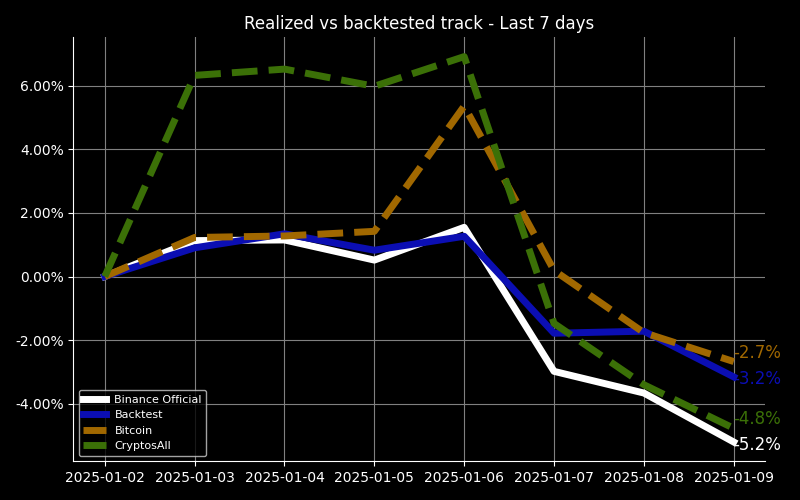 Realized vs backtested track - Last 7 days
6.00%
4.00%
2.00%
0.00%
-2.00%
-4.00%
-2.7%
-3.2%
-4.8%
-5.2%
Binance Official
Backtest
Bitcoin
CryptosAll
2025-01-02 2025-01-03 2025-01-04 2025-01-05 2025-01-06 2025-01-07 2025-01-08 2025-01-09